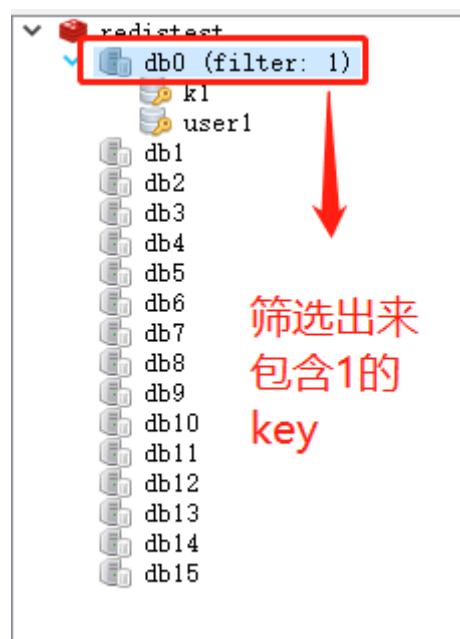 redistest
db0 (filter: 1)
k1
user1
db1
db2
db3
db4
db5
db6
db7
db8
db9
db10
db11
db12
db13
db14
db15
筛选出来
包含1的
key